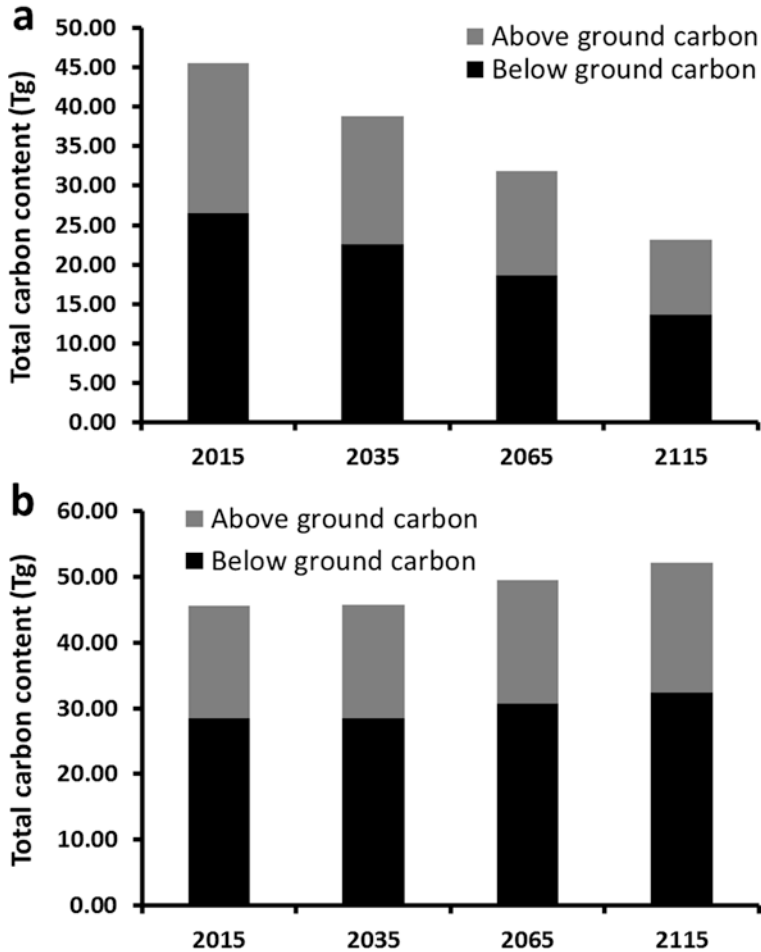 a
Total carbon content (Tg)
50.00
45.00
40.00
35.00
30.00
25.00
20.00
15.00
10.00
5.00
0.00
Above ground carbon
Below ground carbon
2015 2035 2065 2115
b
Total carbon content (Tg)
60.00
50.00
40.00
30.00
20.00
10.00
0.00
Above ground carbon
Below ground carbon
2015 2035 2065 2115